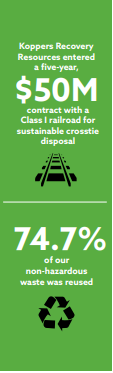 Koppers Recovery
Resources entered
a five-year,
$50M
contract with a
Class I railroad for
sustainable crosstie
disposal
74.7%
of our
non-hazardous
waste was reused